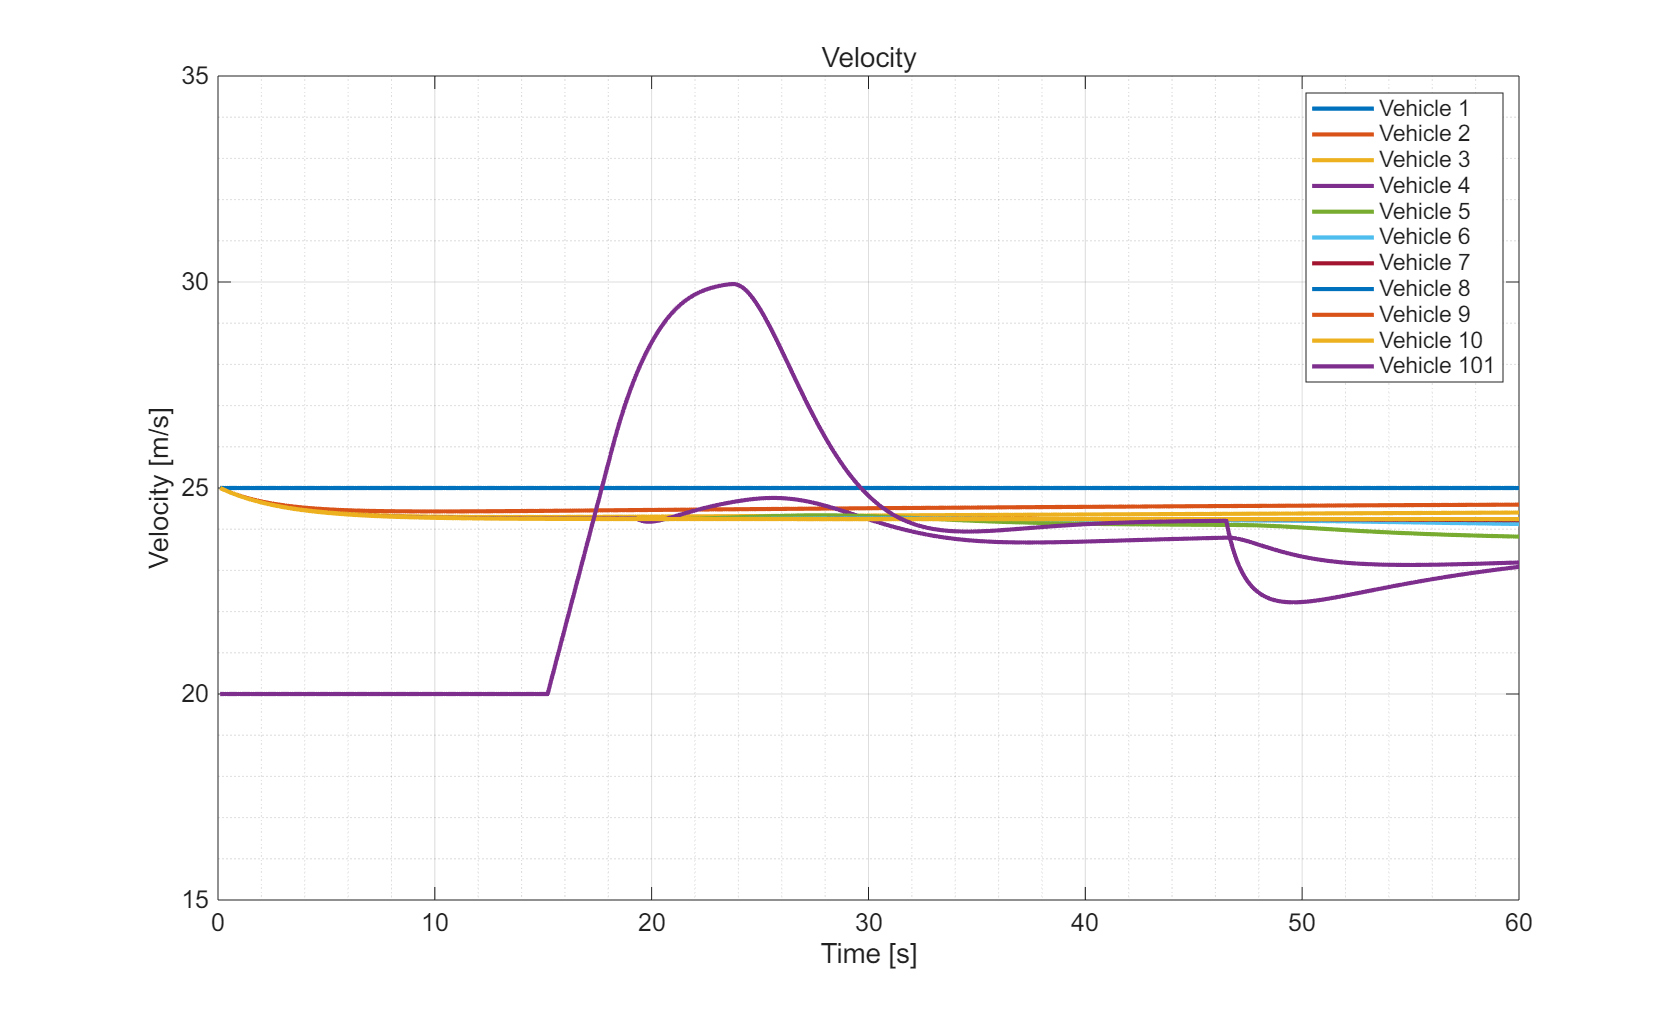 Velocity
35
30
25
20
15
Velocity [m/s]
0 10 20 30 40 50 60
Time [s]
Vehicle 1
Vehicle 2
Vehicle 3
Vehicle 4
Vehicle 5
Vehicle 6
Vehicle 7
Vehicle 8
Vehicle 9
Vehicle 10
Vehicle 101